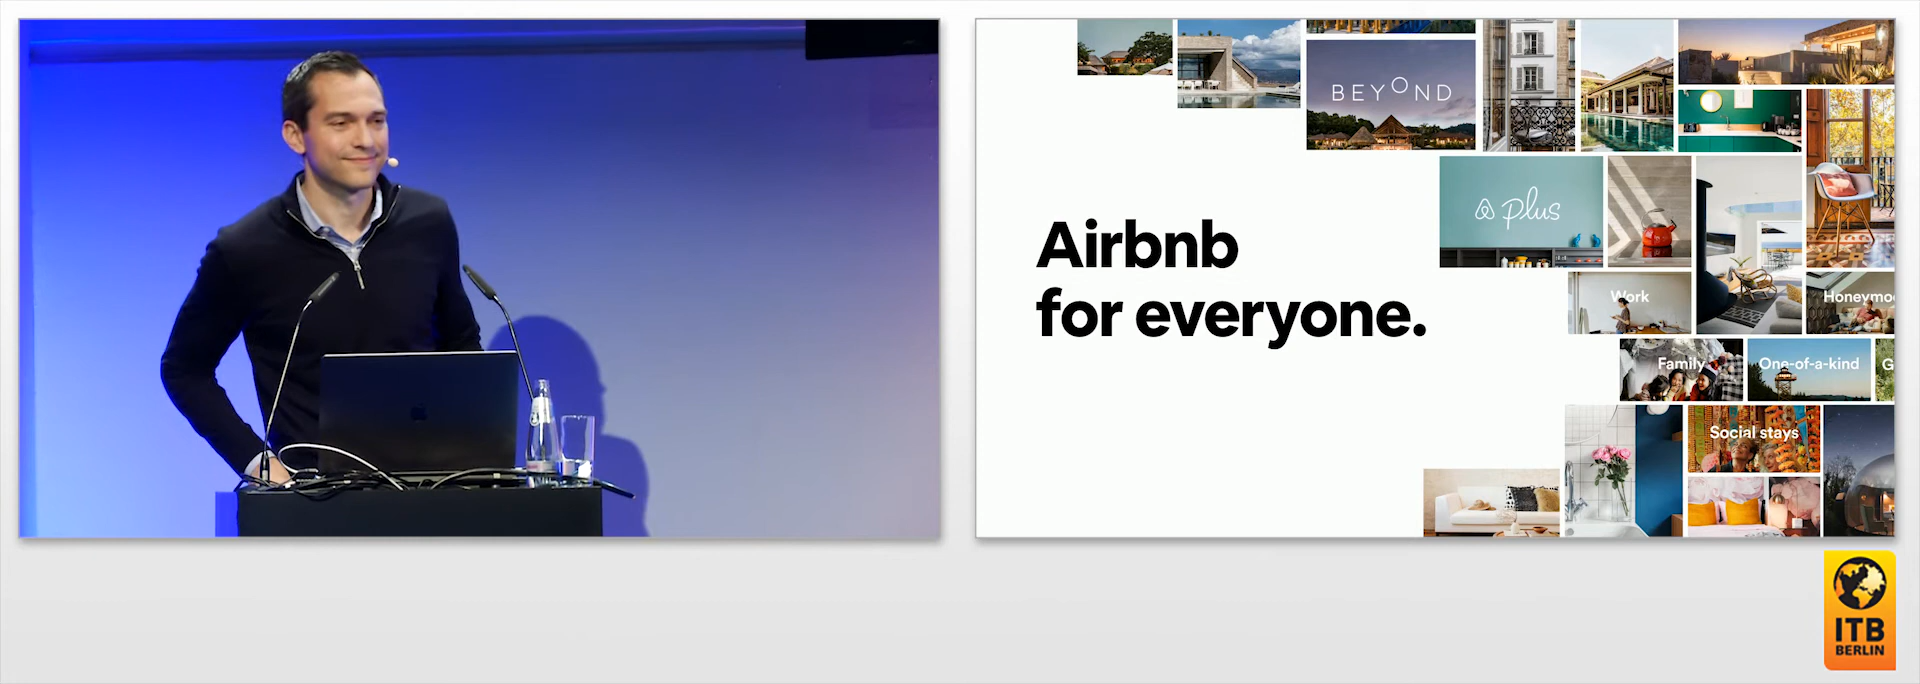 BEYOND
plus
Airbnb
for everyone.
Work
Honeymo
Family
One-of-a-kind
G
Social stays
ITB
BERLIN